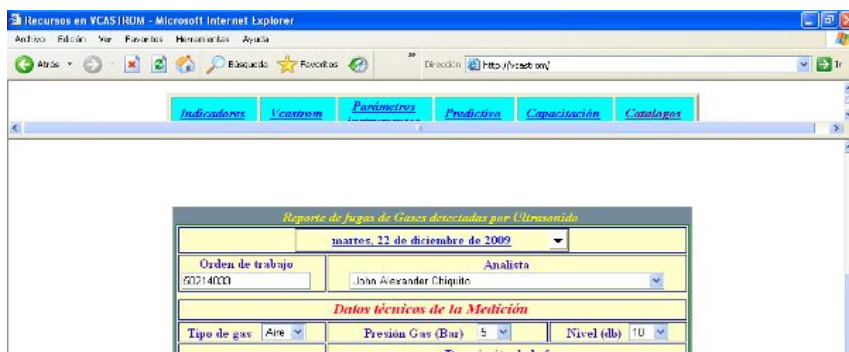 Recursos en VCASTROM - Microsoft Internet Explorer
Archivo Edición Ver Favoritos Herramientas Ayuda
Atrás Búsqueda Favoritos » Dirección http://vcastrom/ » Ir
Indicadores Vcastrom Parámetros Predictivo Capacitación Catalogos
Reporte de fugas de Gases detectadas por Ultrasonido
martes, 22 de diciembre de 2009
Orden de trabajo Analista
John Alexander Chiquito
Datos técnicos de la Medición
Tipo de gas Aire Presión Gas (Bar) 5 Nivel (db) 10